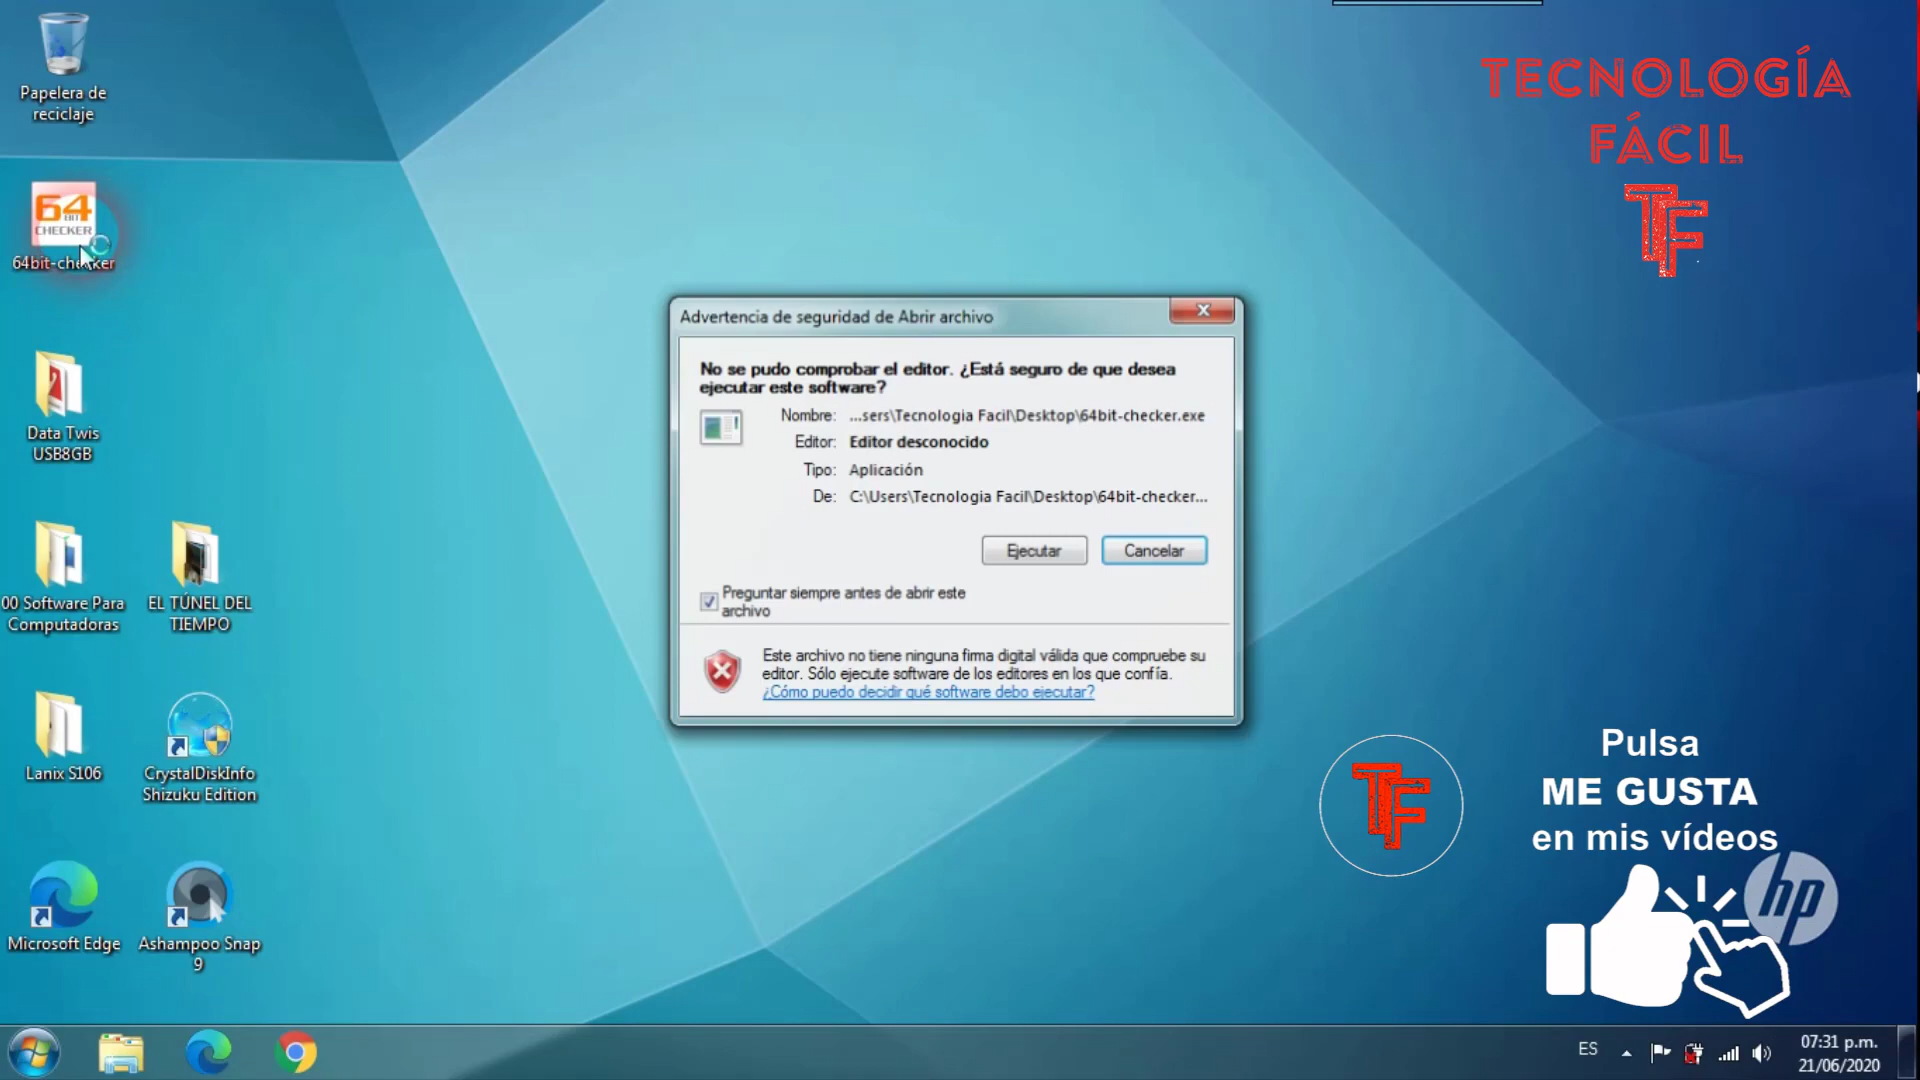 Papelera de
reciclaje
64
BIT
CHECKER
64bit-checker
Data Twis
USB8GB
00 Software Para
Computadoras
EL TÚNEL DEL
TIEMPO
Lanix S106
CrystalDiskInfo
Shizuku Edition
Microsoft Edge
Ashampoo Snap
9
TECNOLOGÍA
FÁCIL
TF
Advertencia de seguridad de Abrir archivo
No se pudo comprobar el editor. ¿Está seguro de que desea
ejecutar este software?
Nombre: ...sers\Tecnologia Facil\Desktop\64bit-checker.exe
Editor: Editor desconocido
Tipo: Aplicación
De: C:\Users\Tecnologia Facil\Desktop\64bit-checker...
Ejecutar Cancelar
Preguntar siempre antes de abrir este
archivo
Este archivo no tiene ninguna firma digital válida que compruebe su
editor. Sólo ejecute software de los editores en los que confía.
¿Cómo puedo decidir qué software debo ejecutar?
TF
Pulsa
ME GUSTA
en mis vídeos
hp
ES
07:31 p.m.
21/06/2020